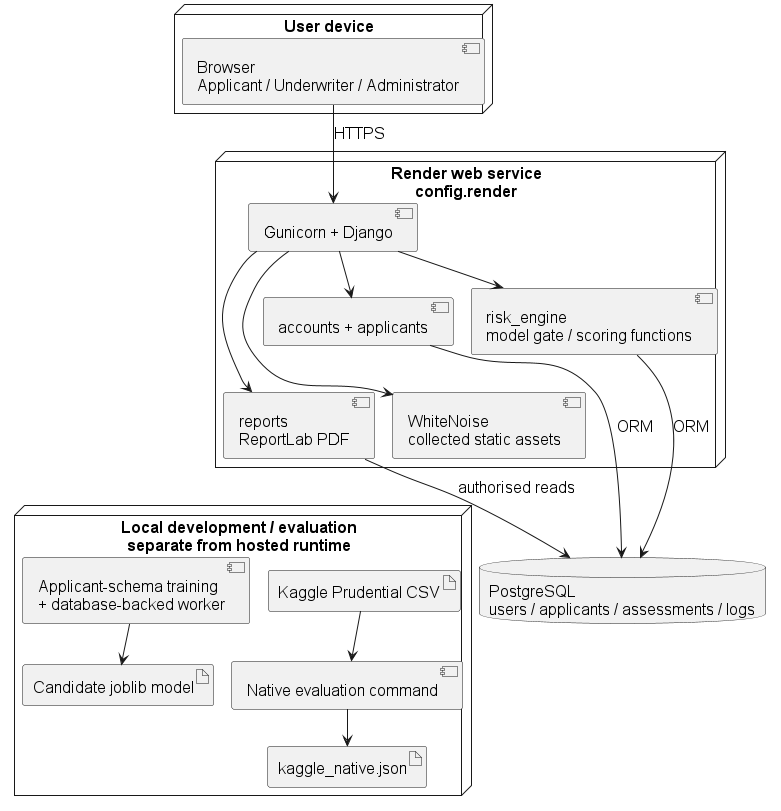 User device
Browser
Applicant / Underwriter / Administrator
HTTPS
Render web service
config.render
Gunicorn + Django
accounts + applicants
risk_engine
model gate / scoring functions
reports
ReportLab PDF
WhiteNoise
collected static assets
ORM
ORM
authorised reads
Local development / evaluation
separate from hosted runtime
Applicant-schema training
+ database-backed worker
Kaggle Prudential CSV
PostgreSQL
users / applicants / assessments / logs
Candidate joblib model
Native evaluation command
kaggle_native.json